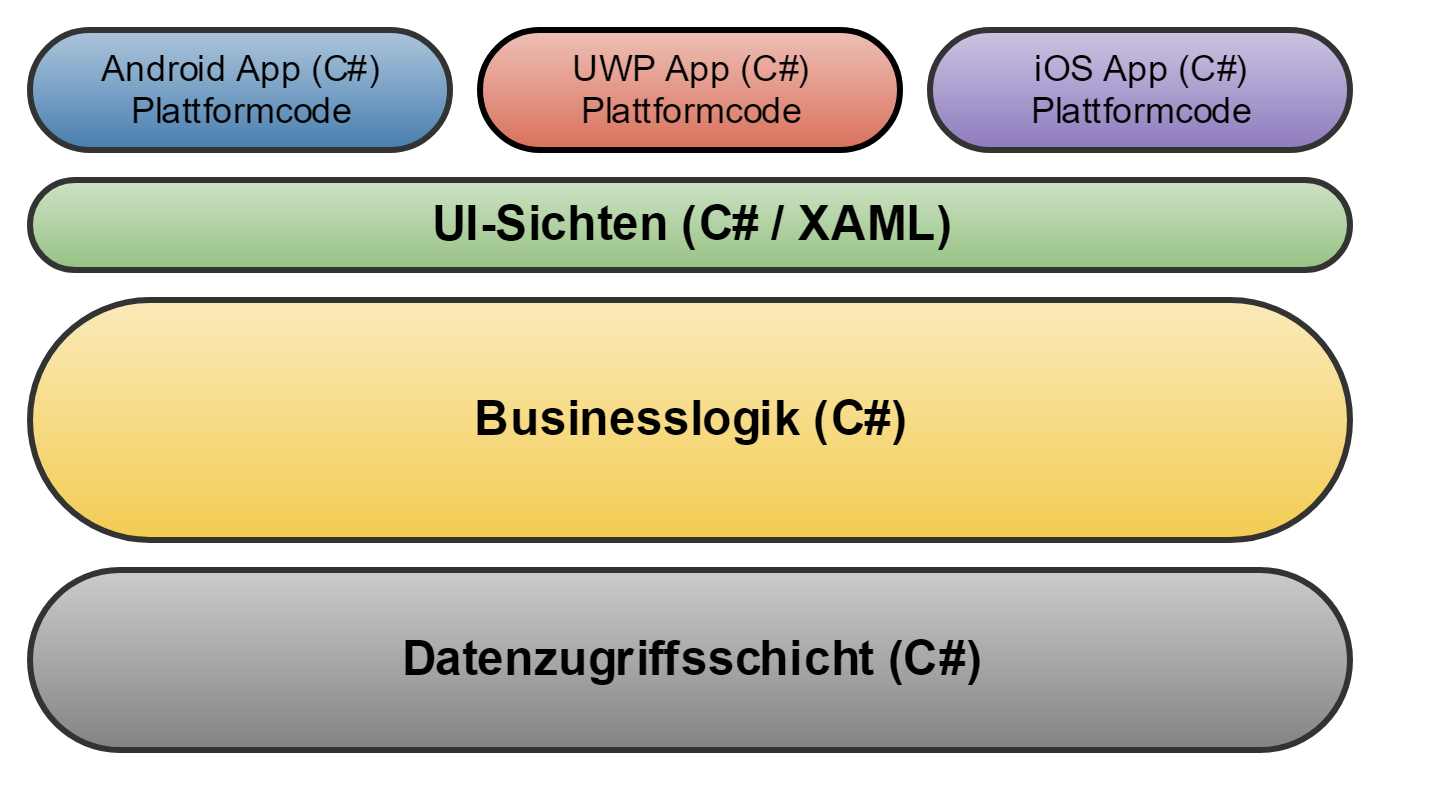 Android App (C#)
Plattformcode
UWP App (C#)
Plattformcode
iOS App (C#)
Plattformcode
UI-Sichten (C# / XAML)
Businesslogik (C#)
Datenzugriffsschicht (C#)